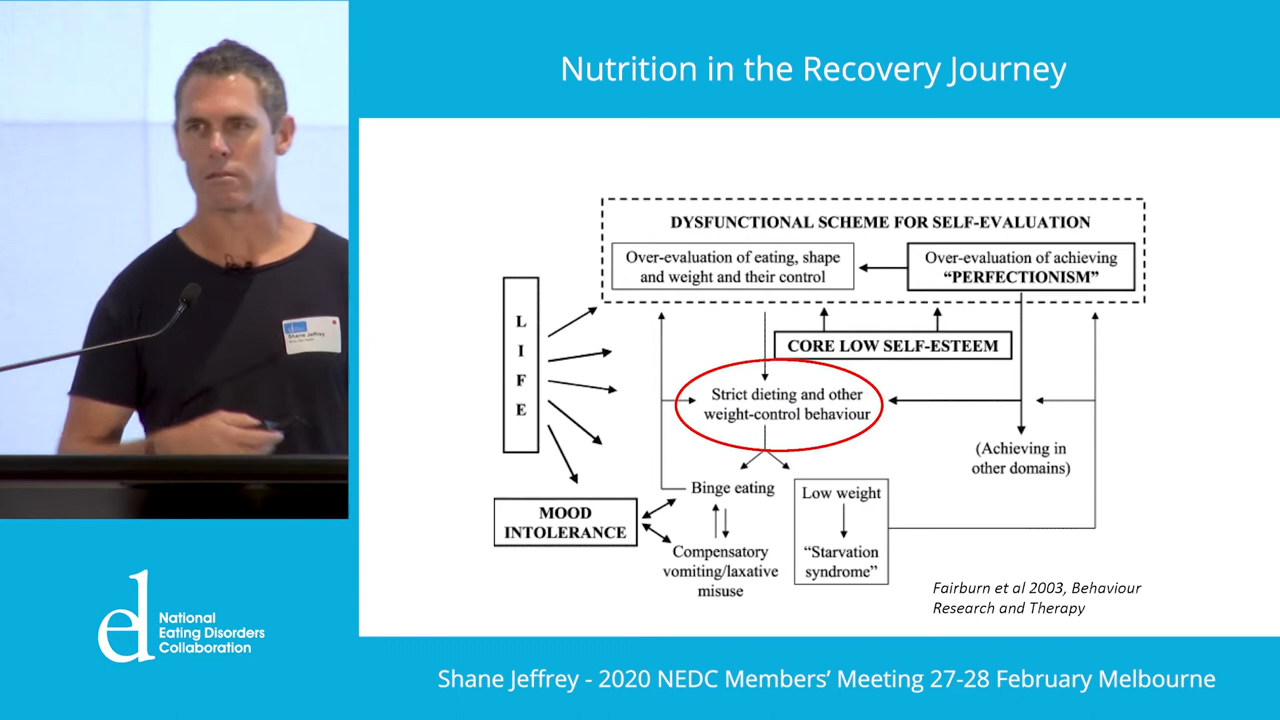 Nutrition in the Recovery Journey
DYSFUNCTIONAL SCHEME FOR SELF-EVALUATION
Over-evaluation of eating, shape
and weight and their control
Over-evaluation of achieving
“PERFECTIONISM”
L
I
F
E
CORE LOW SELF-ESTEEM
Strict dieting and other
weight-control behaviour
(Achieving in
other domains)
Binge eating
Low weight
MOOD
INTOLERANCE
Compensatory
vomiting/laxative
misuse
“Starvation
syndrome”
Fairburn et al 2003, Behaviour
Research and Therapy
Shane Jeffrey
ed
National
Eating Disorders
Collaboration
Shane Jeffrey - 2020 NEDC Members’ Meeting 27-28 February Melbourne